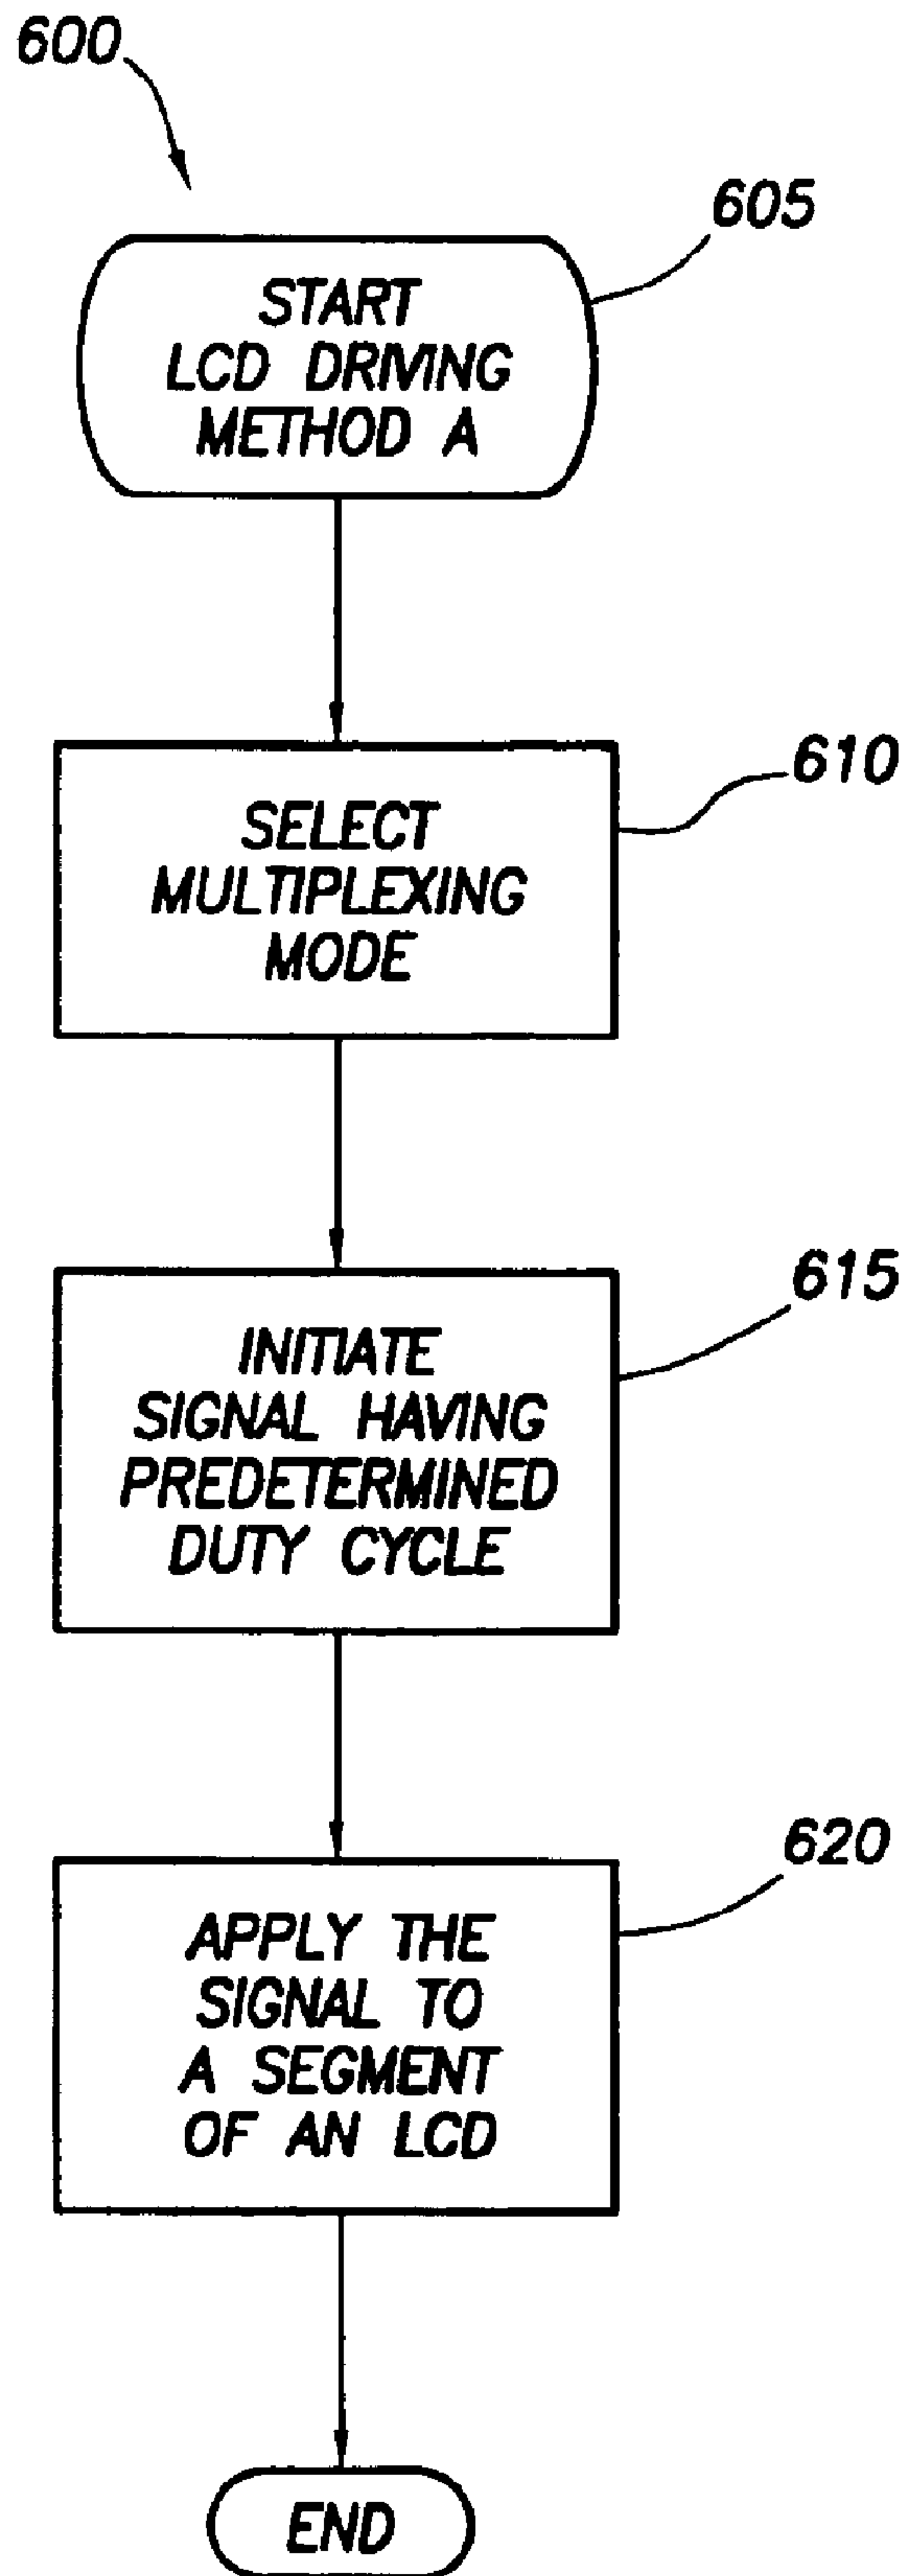 600
605
START
LCD DRIVING
METHOD A
610
SELECT
MULTIPLEXING
MODE
615
INITIATE
SIGNAL HAVING
PREDETERMINED
DUTY CYCLE
620
APPLY THE
SIGNAL TO
A SEGMENT
OF AN LCD
END